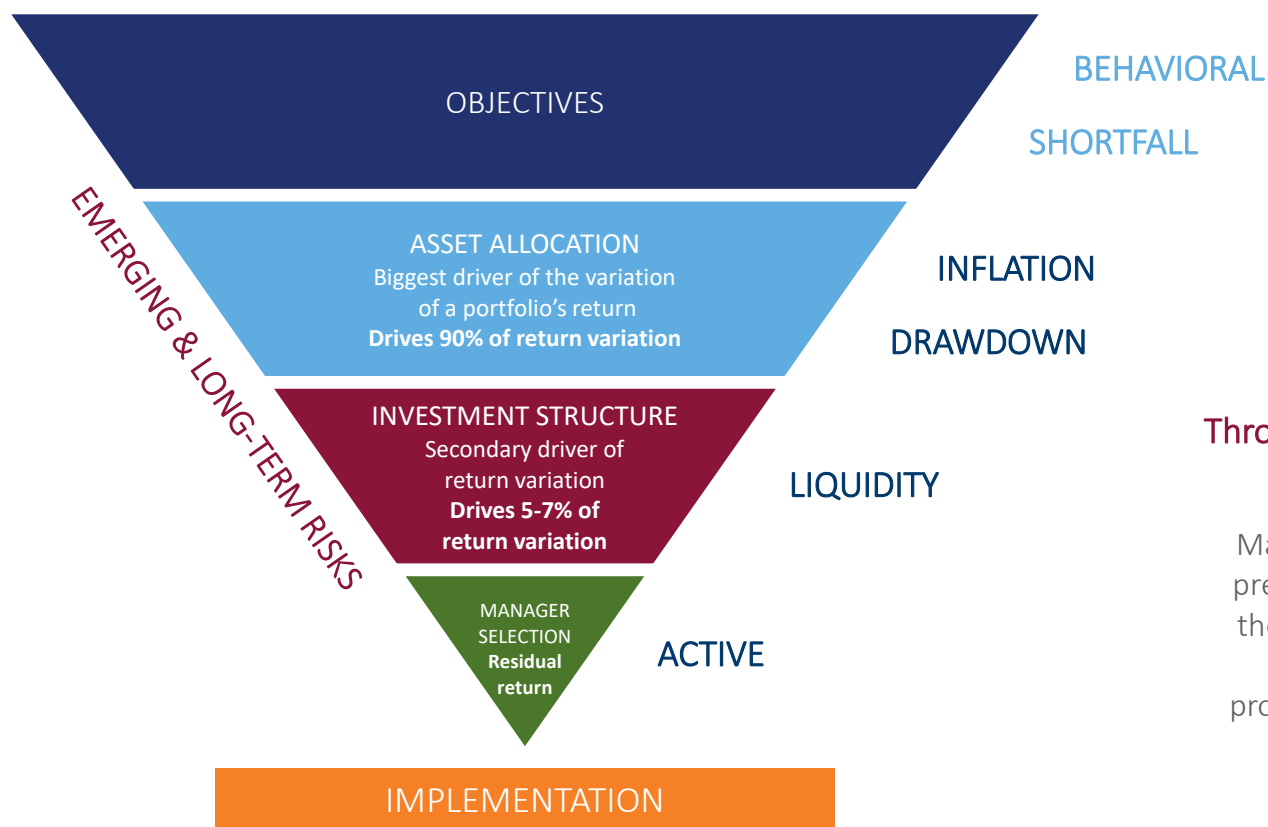 OBJECTIVES
BEHAVIORAL
SHORTFALL
EMERGING & LONG-TERM RISKS
ASSET ALLOCATION
Biggest driver of the variation
of a portfolio's return
Drives 90% of return variation
INFLATION
DRAWDOWN
INVESTMENT STRUCTURE
Secondary driver of
return variation
Drives 5-7% of
return variation
LIQUIDITY
MANAGER
SELECTION
Residual
return
ACTIVE
IMPLEMENTATION